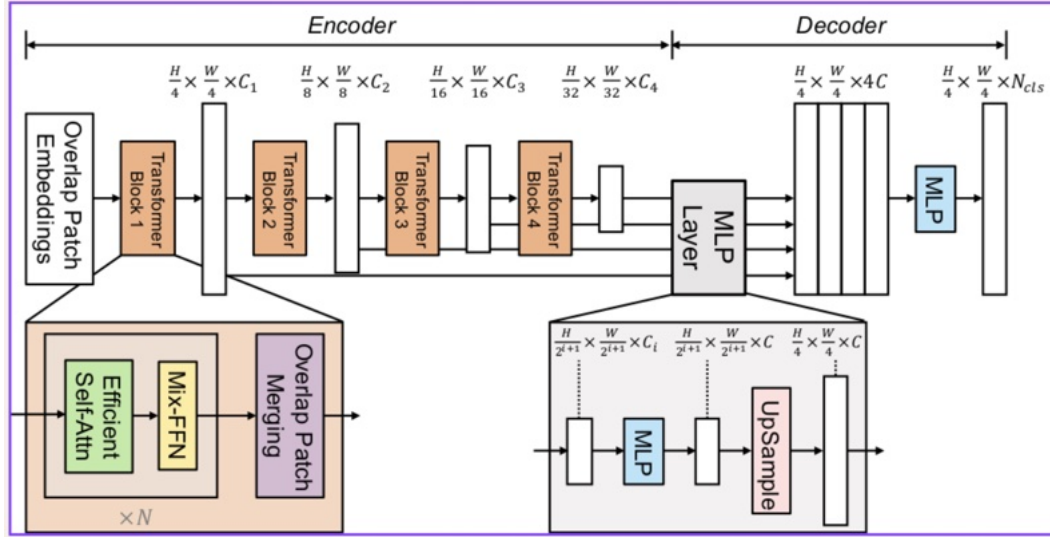 Encoder
Decoder
H/4 × W/4 × C₁
H/8 × W/8 × C₂
H/16 × W/16 × C₃
H/32 × W/32 × C₄
H/4 × W/4 × 4C
H/4 × W/4 × N_cls
Overlap Patch
Embeddings
Transformer
Block 1
Transformer
Block 2
Transformer
Block 3
Transformer
Block 4
MLP
Layer
MLP
Efficient
Self-Attn
Mix-FFN
Overlap Patch
Merging
×N
H/2^{i+1} × W/2^{i+1} × C_i
H/2^{i+1} × W/2^{i+1} × C
H/4 × W/4 × C
MLP
UpSample